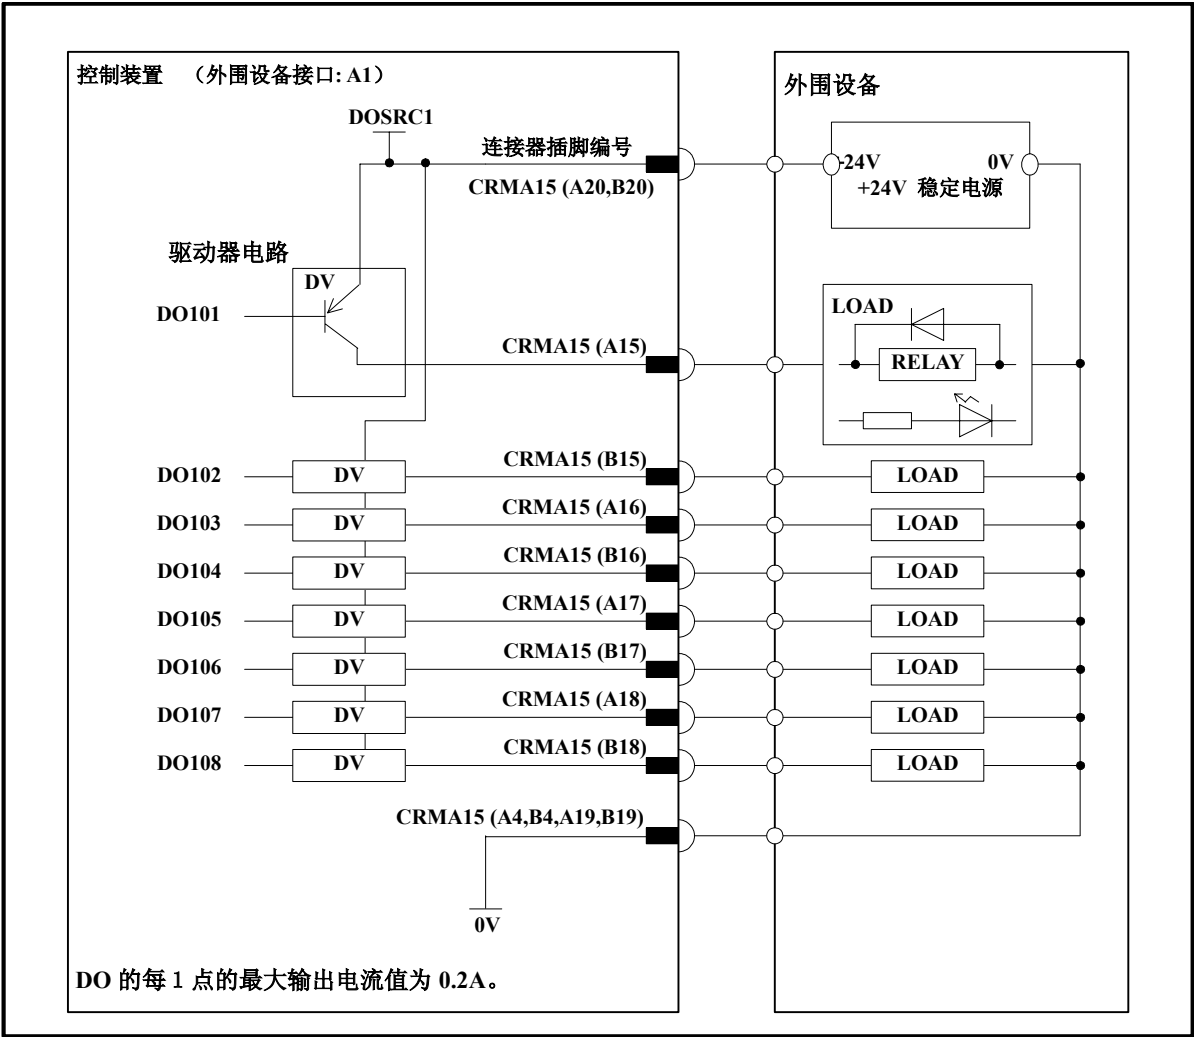 控制装置 （外围设备接口: A1）
外围设备
DOSRC1
连接器插脚编号
CRMA15 (A20,B20)
-24V 0V
+24V 稳定电源
驱动器电路
DV
DO101
CRMA15 (A15)
LOAD
RELAY
DO102 DV CRMA15 (B15) LOAD
DO103 DV CRMA15 (A16) LOAD
DO104 DV CRMA15 (B16) LOAD
DO105 DV CRMA15 (A17) LOAD
DO106 DV CRMA15 (B17) LOAD
DO107 DV CRMA15 (A18) LOAD
DO108 DV CRMA15 (B18) LOAD
CRMA15 (A4,B4,A19,B19)
0V
DO 的每 1 点的最大输出电流值为 0.2A。